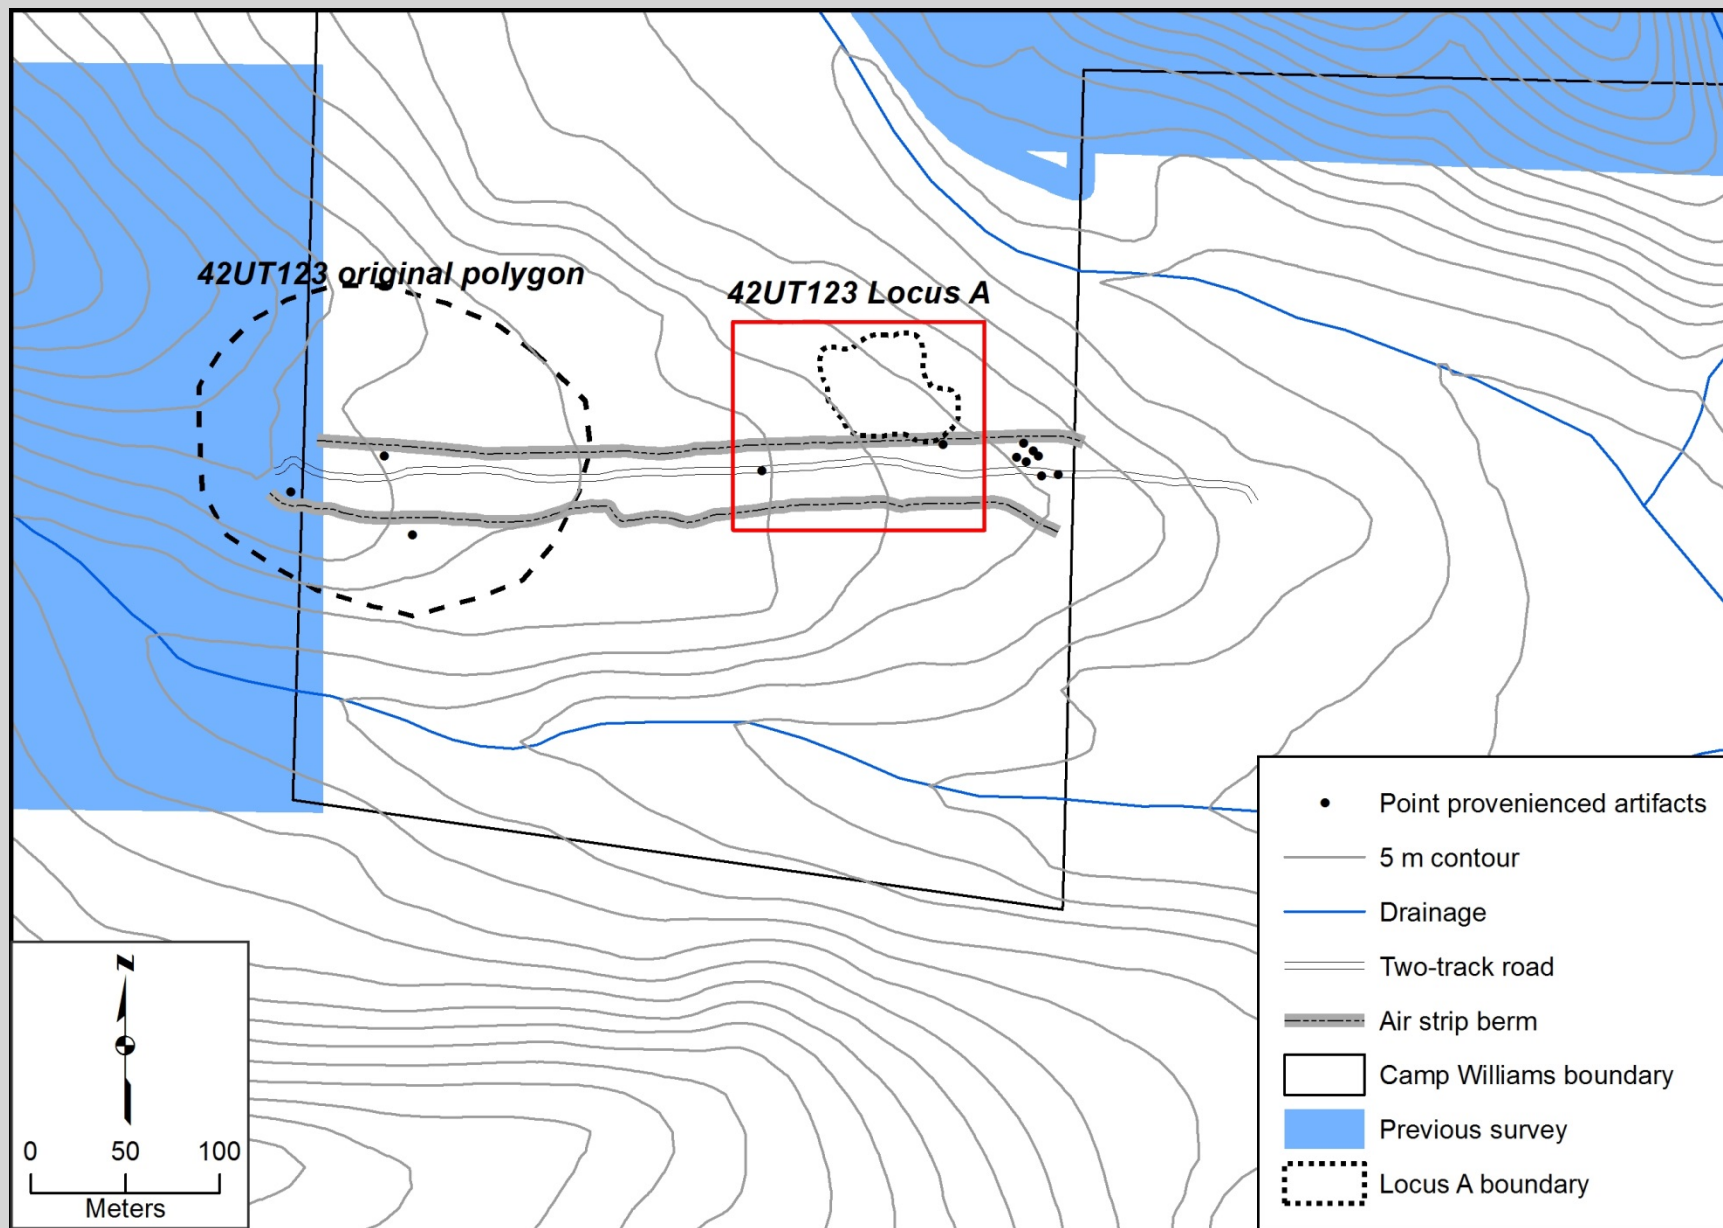 42UT123 original polygon
42UT123 Locus A
Point provenienced artifacts
5 m contour
Drainage
Two-track road
Air strip berm
Camp Williams boundary
Previous survey
Locus A boundary
N
0 50 100
Meters